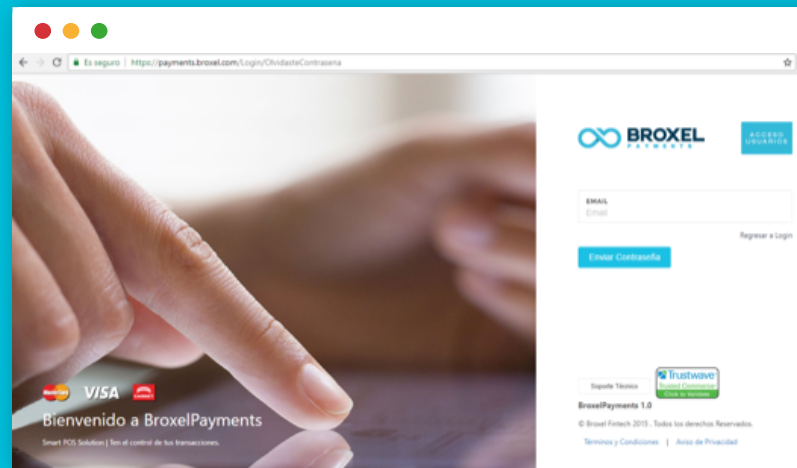 Es seguro | https://payments.broxel.com/Login/OlvidasteContrasena
BROXEL
PAYMENTS
ACCESO
USUARIOS
EMAIL
Email
Regresar a Login
Enviar Contraseña
MasterCard VISA CARNET
Bienvenido a BroxelPayments
Smart POS Solution | Ten el control de tus transacciones.
Soporte Técnico
Trustwave
Trusted Commerce
Click to Validate
BroxelPayments 1.0
© Broxel Fintech 2015 . Todos los derechos Reservados.
Términos y Condiciones | Aviso de Privacidad